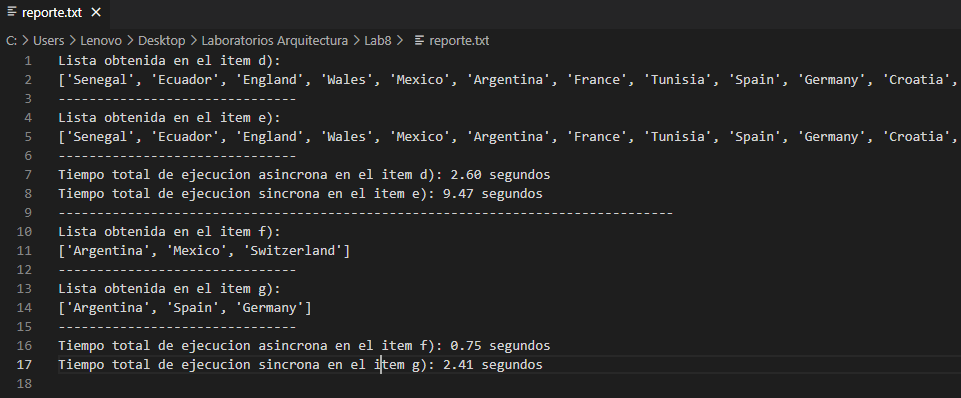 reporte.txt ×
C: > Users > Lenovo > Desktop > Laboratorios Arquitectura > Lab8 > reporte.txt
1 Lista obtenida en el item d):
2 ['Senegal', 'Ecuador', 'England', 'Wales', 'Mexico', 'Argentina', 'France', 'Tunisia', 'Spain', 'Germany', 'Croatia',
3 -------------------------------
4 Lista obtenida en el item e):
5 ['Senegal', 'Ecuador', 'England', 'Wales', 'Mexico', 'Argentina', 'France', 'Tunisia', 'Spain', 'Germany', 'Croatia',
6 -------------------------------
7 Tiempo total de ejecucion asincrona en el item d): 2.60 segundos
8 Tiempo total de ejecucion sincrona en el item e): 9.47 segundos
9 --------------------------------------------------------------------------------
10 Lista obtenida en el item f):
11 ['Argentina', 'Mexico', 'Switzerland']
12 -------------------------------
13 Lista obtenida en el item g):
14 ['Argentina', 'Spain', 'Germany']
15 -------------------------------
16 Tiempo total de ejecucion asincrona en el item f): 0.75 segundos
17 Tiempo total de ejecucion sincrona en el item g): 2.41 segundos
18